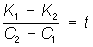 K₁ − K₂ / C₂ − C₁ = t